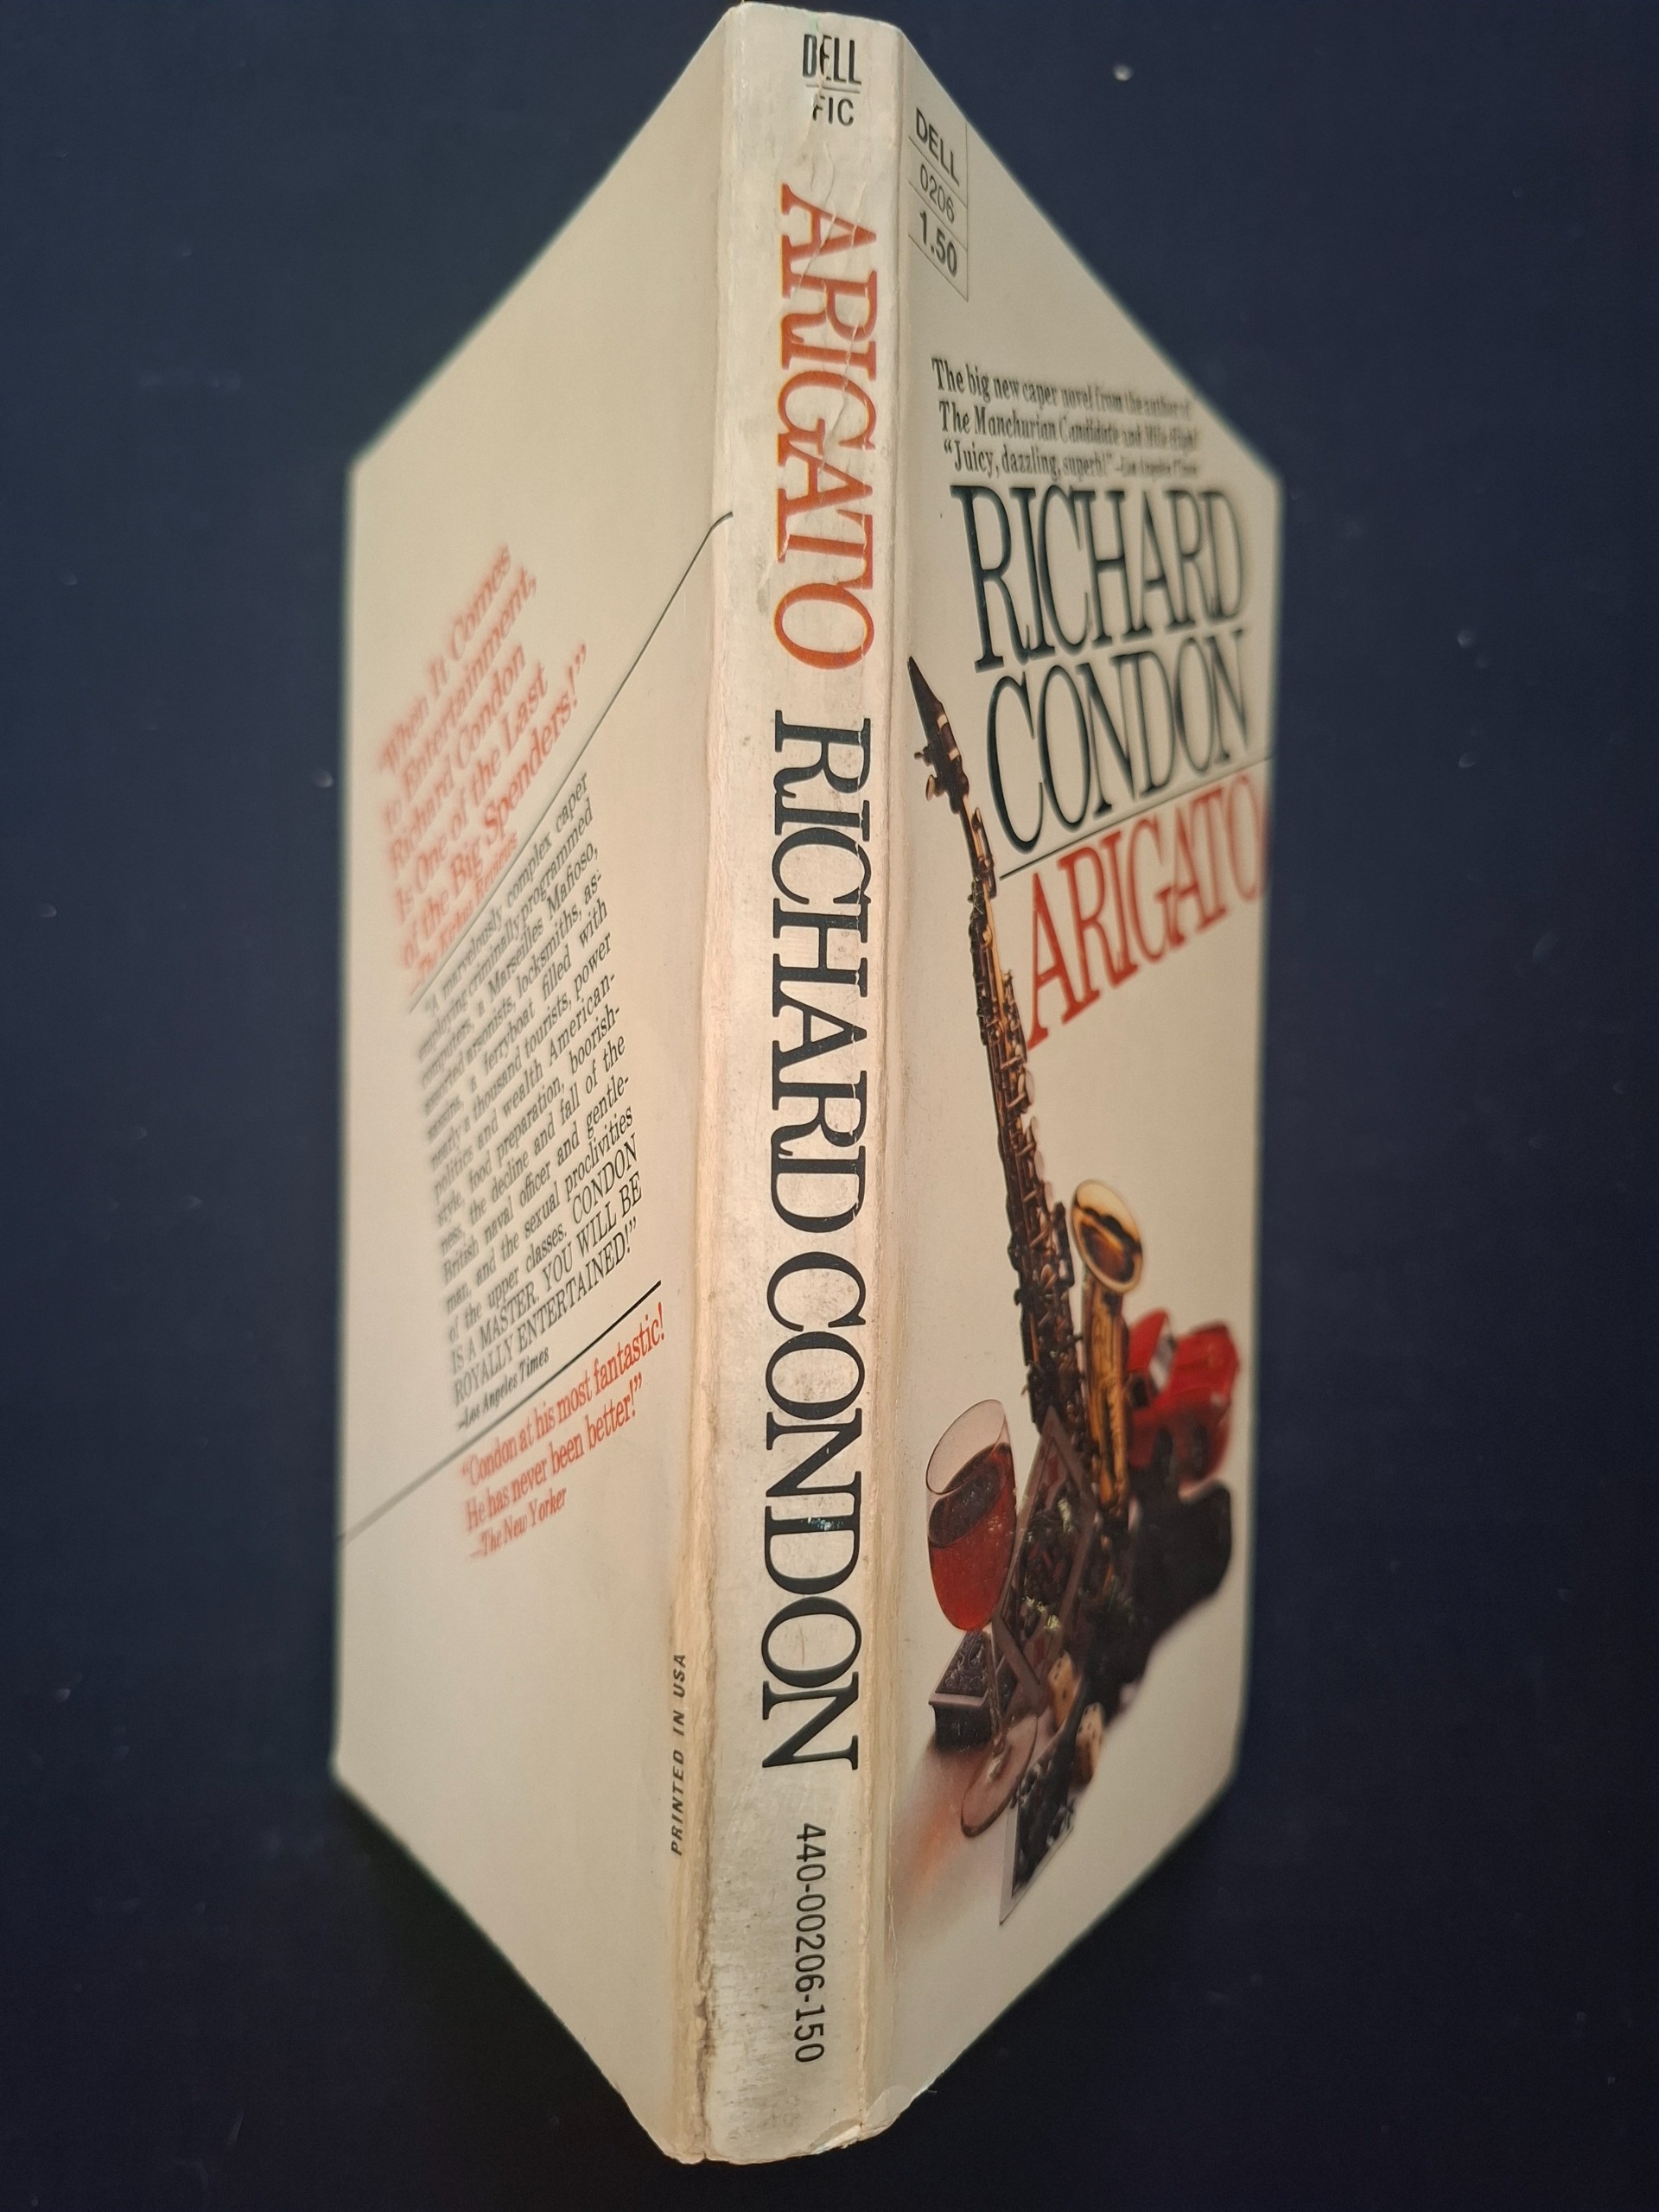 "When It Comes
to Entertainment,
Richard Condon
Is One of the Last
of the Big Spenders!"
—The Kirkus Reviews
"A marvelously complex caper
employing criminally programmed
computers, a Marseilles Mafioso,
assorted arsonists, locksmiths, as-
sassins, a ferryboat filled with
nearly a thousand tourists, power
politics and wealth American-
style, food preparation, boorish-
ness, the decline and fall of the
British naval officer and gentle-
man, and the sexual proclivities
of the upper classes. CONDON
IS A MASTER. YOU WILL BE
ROYALLY ENTERTAINED!"
—Los Angeles Times
"Condon at his most fantastic!
He has never been better!"
—The New Yorker
PRINTED IN USA
DELL
FIC
ARIGATO RICHARD CONDON
440-00206-150
DELL
0206
1.50
The big new caper novel from the author of
The Manchurian Candidate and Mile High!
"Juicy, dazzling, superb!" —Los Angeles Times
RICHARD
CONDON
ARIGATO